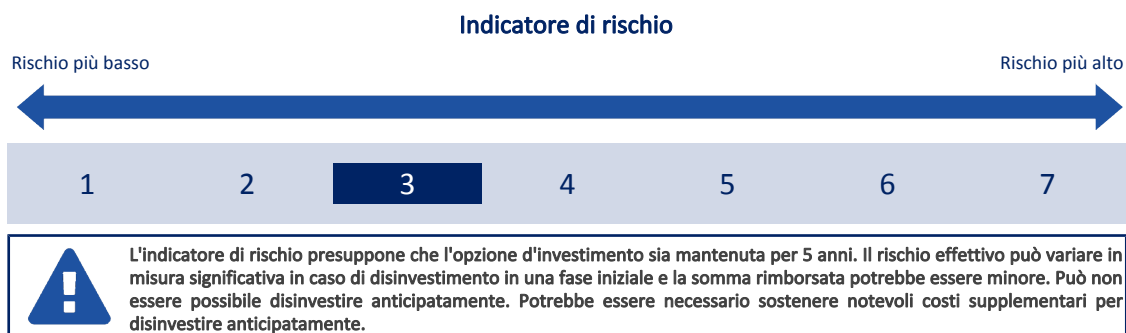 Indicatore di rischio
Rischio più basso Rischio più alto
1 2 3 4 5 6 7
L'indicatore di rischio presuppone che l'opzione d'investimento sia mantenuta per 5 anni. Il rischio effettivo può variare in
misura significativa in caso di disinvestimento in una fase iniziale e la somma rimborsata potrebbe essere minore. Può non
essere possibile disinvestire anticipatamente. Potrebbe essere necessario sostenere notevoli costi supplementari per
disinvestire anticipatamente.